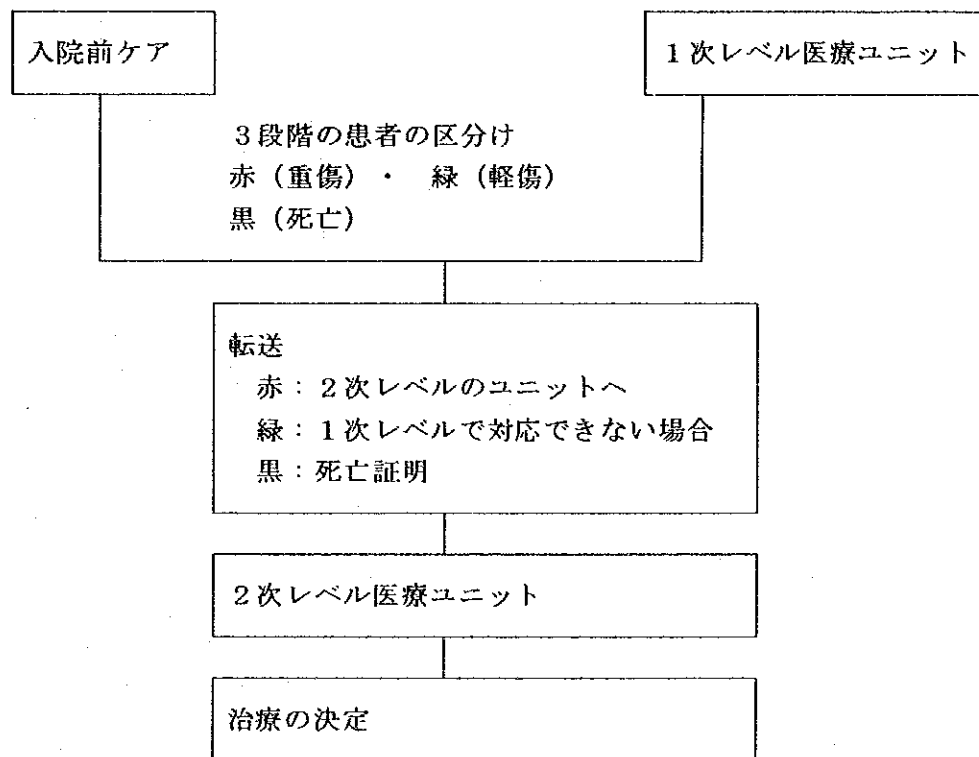 入院前ケア
1次レベル医療ユニット
3段階の患者の区分け
赤（重傷）・　緑（軽傷）
黒（死亡）
転送
赤：2次レベルのユニットへ
緑：1次レベルで対応できない場合
黒：死亡証明
2次レベル医療ユニット
治療の決定